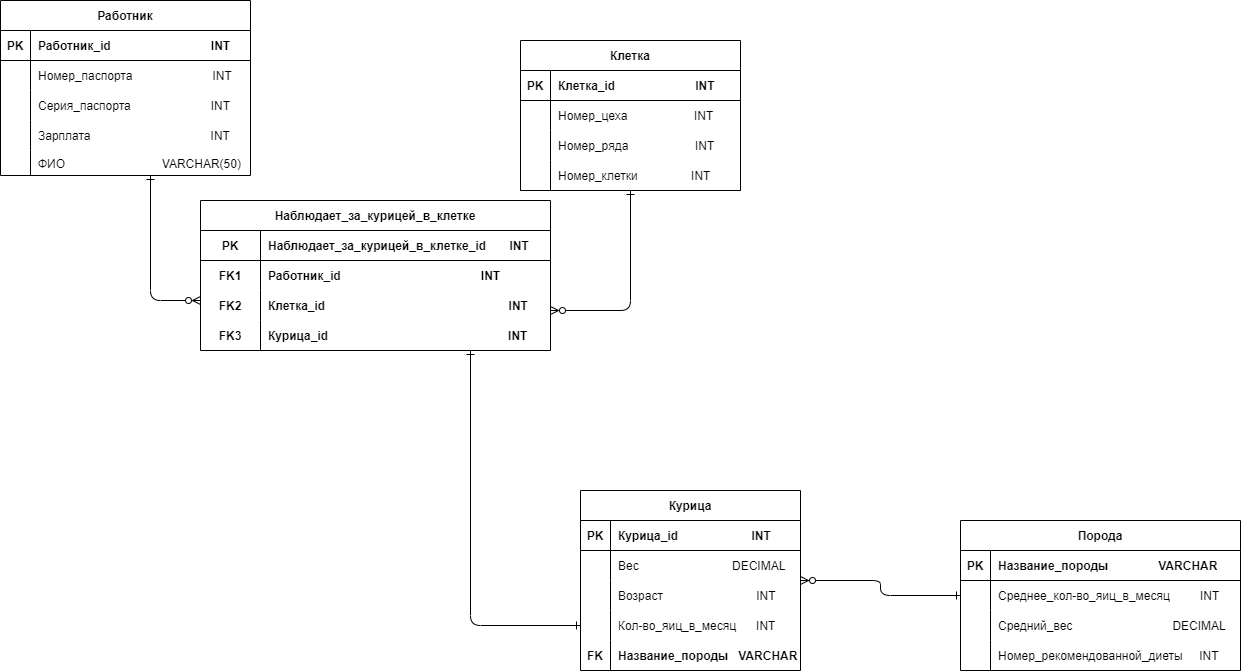 Работник
PK Работник_id INT
Номер_паспорта INT
Серия_паспорта INT
Зарплата INT
ФИО VARCHAR(50)
Клетка
PK Клетка_id INT
Номер_цеха INT
Номер_ряда INT
Номер_клетки INT
Наблюдает_за_курицей_в_клетке
PK Наблюдает_за_курицей_в_клетке_id INT
FK1 Работник_id INT
FK2 Клетка_id INT
FK3 Курица_id INT
Курица
PK Курица_id INT
Вес DECIMAL
Возраст INT
Кол-во_яиц_в_месяц INT
FK Название_породы VARCHAR
Порода
PK Название_породы VARCHAR
Среднее_кол-во_яиц_в_месяц INT
Средний_вес DECIMAL
Номер_рекомендованной_диеты INT